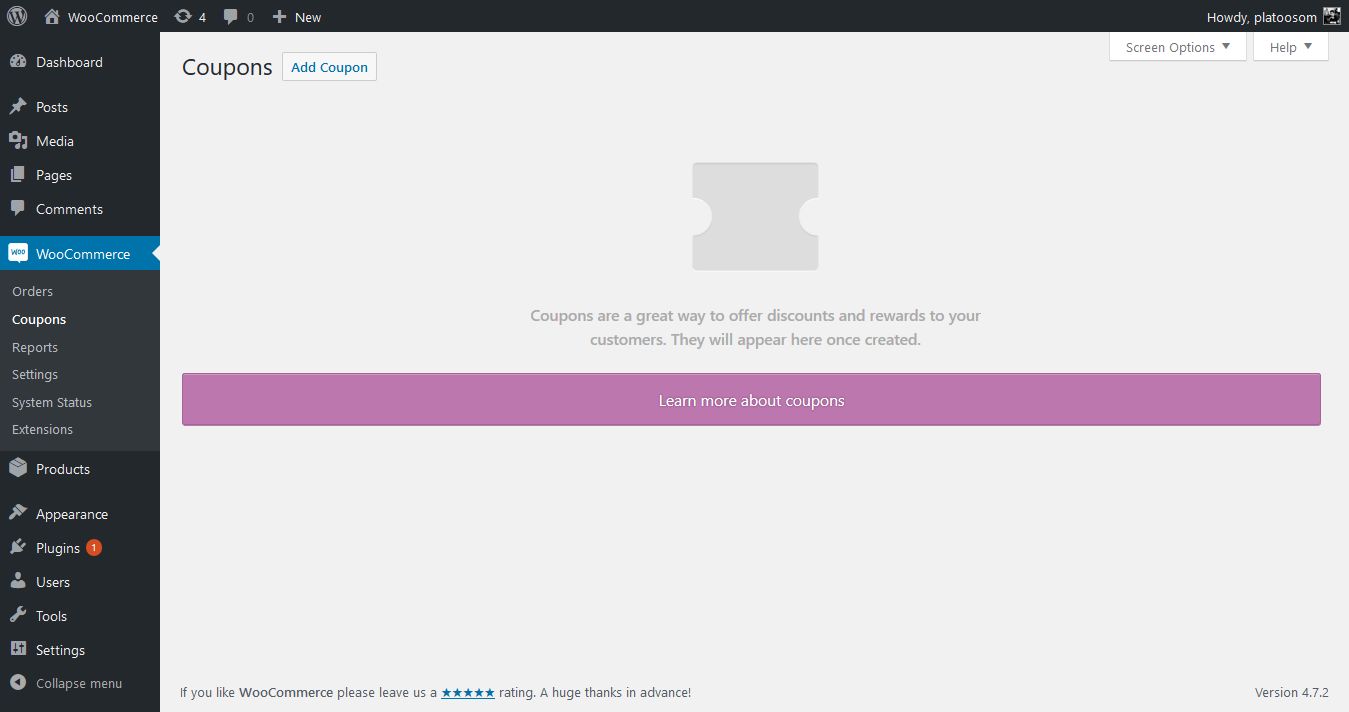 WooCommerce 4 0 New Howdy, platoosom
Screen Options ▼ Help ▼
Coupons Add Coupon
Dashboard
Posts
Media
Pages
Comments
Woo WooCommerce
Orders
Coupons
Reports
Settings
System Status
Extensions
Products
Appearance
Plugins 1
Users
Tools
Settings
Collapse menu
Coupons are a great way to offer discounts and rewards to your
customers. They will appear here once created.
Learn more about coupons
If you like WooCommerce please leave us a ★★★★★ rating. A huge thanks in advance!
Version 4.7.2